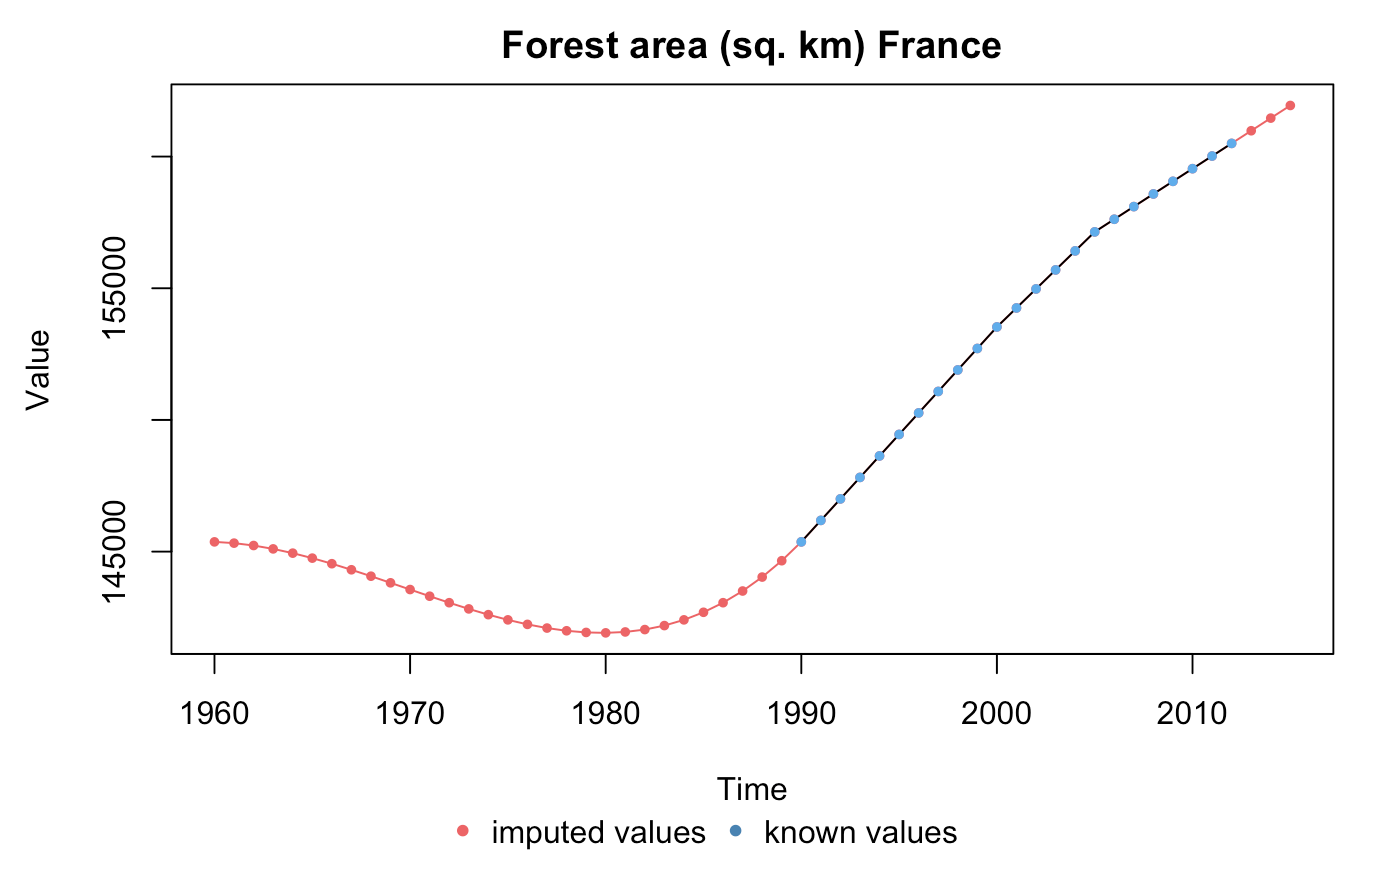 Forest area (sq. km) France
Value
155000
145000
1960 1970 1980 1990 2000 2010
Time
imputed values known values